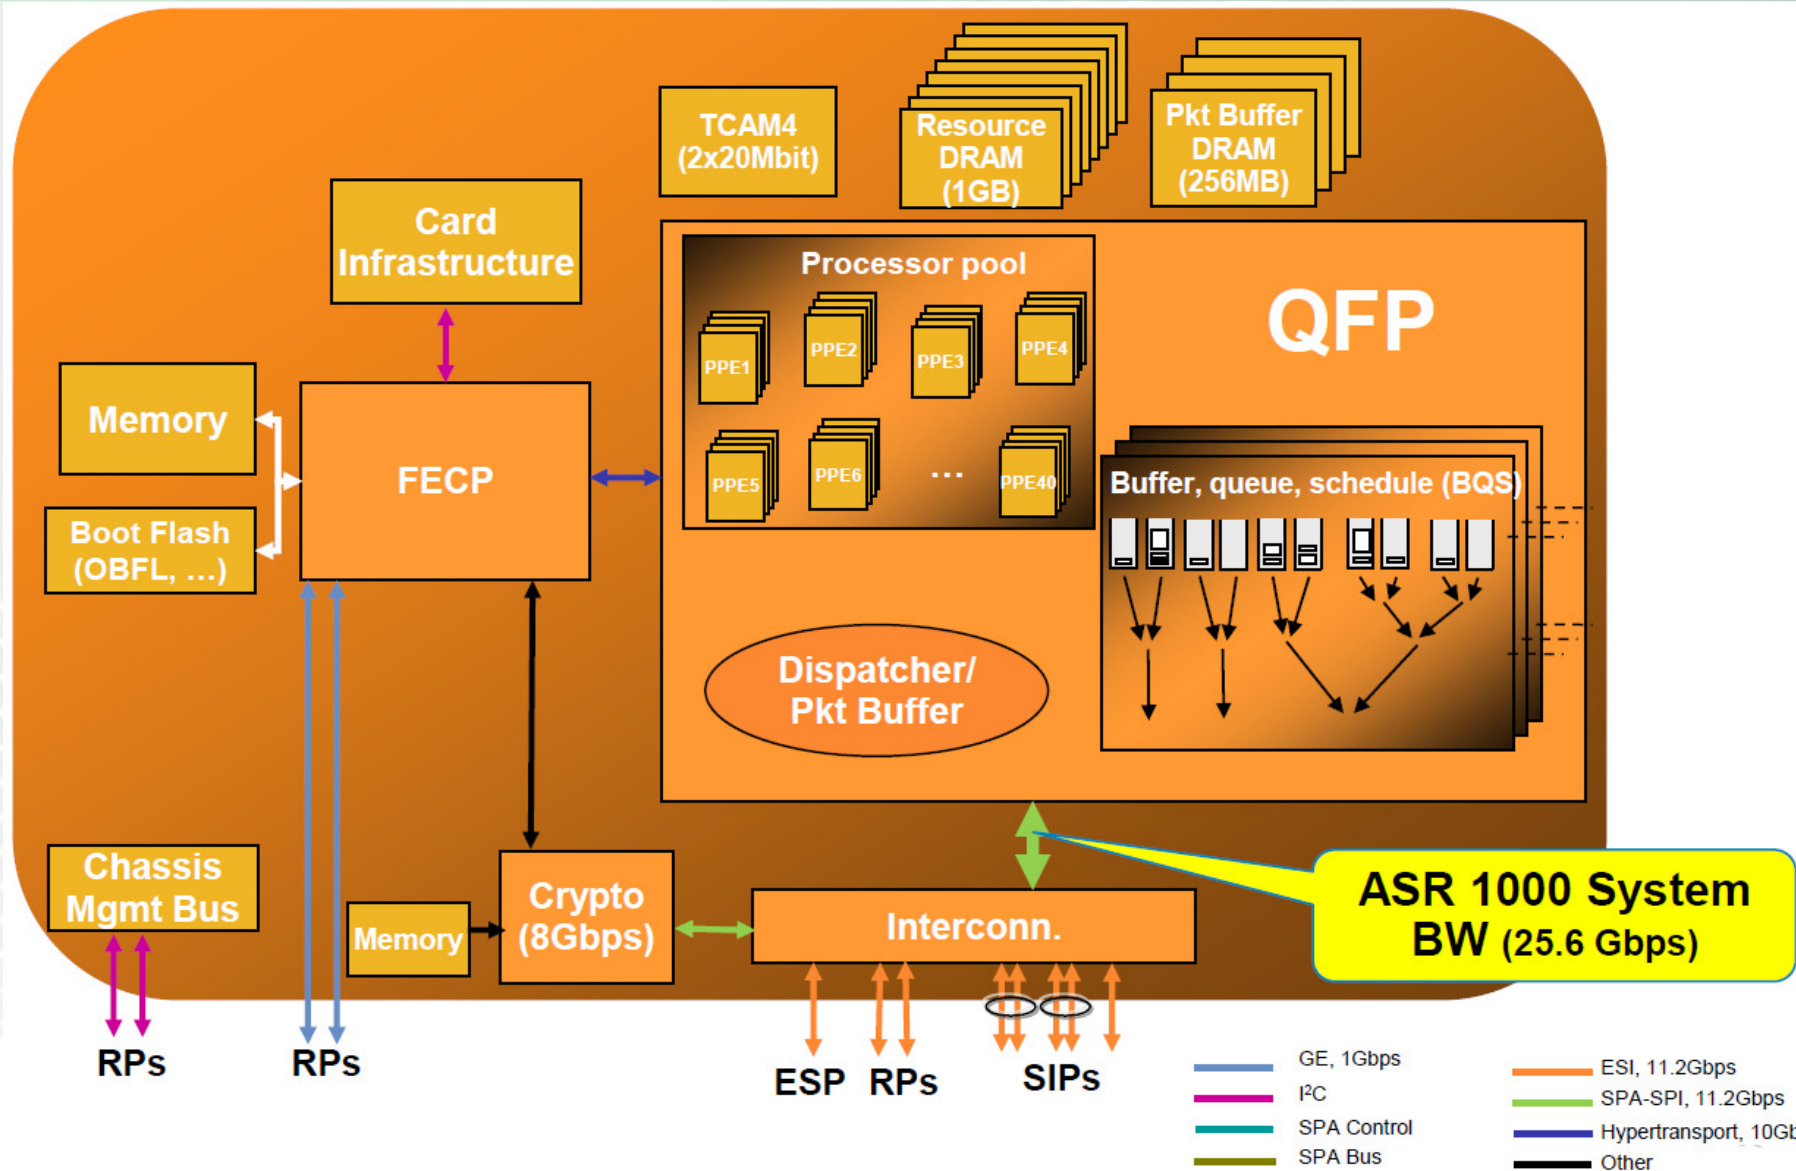 TCAM4
(2x20Mbit)
Resource
DRAM
(1GB)
Pkt Buffer
DRAM
(256MB)
Card
Infrastructure
Processor pool
QFP
PPE1
PPE2
PPE3
PPE4
PPE5
PPE6
...
PPE40
Memory
FECP
Boot Flash
(OBFL, ...)
Buffer, queue, schedule (BQS)
Dispatcher/
Pkt Buffer
Chassis
Mgmt Bus
Memory
Crypto
(8Gbps)
Interconn.
ASR 1000 System
BW (25.6 Gbps)
RPs
RPs
ESP
RPs
SIPs
GE, 1Gbps
I²C
SPA Control
SPA Bus
ESI, 11.2Gbps
SPA-SPI, 11.2Gbps
Hypertransport, 10Gb
Other